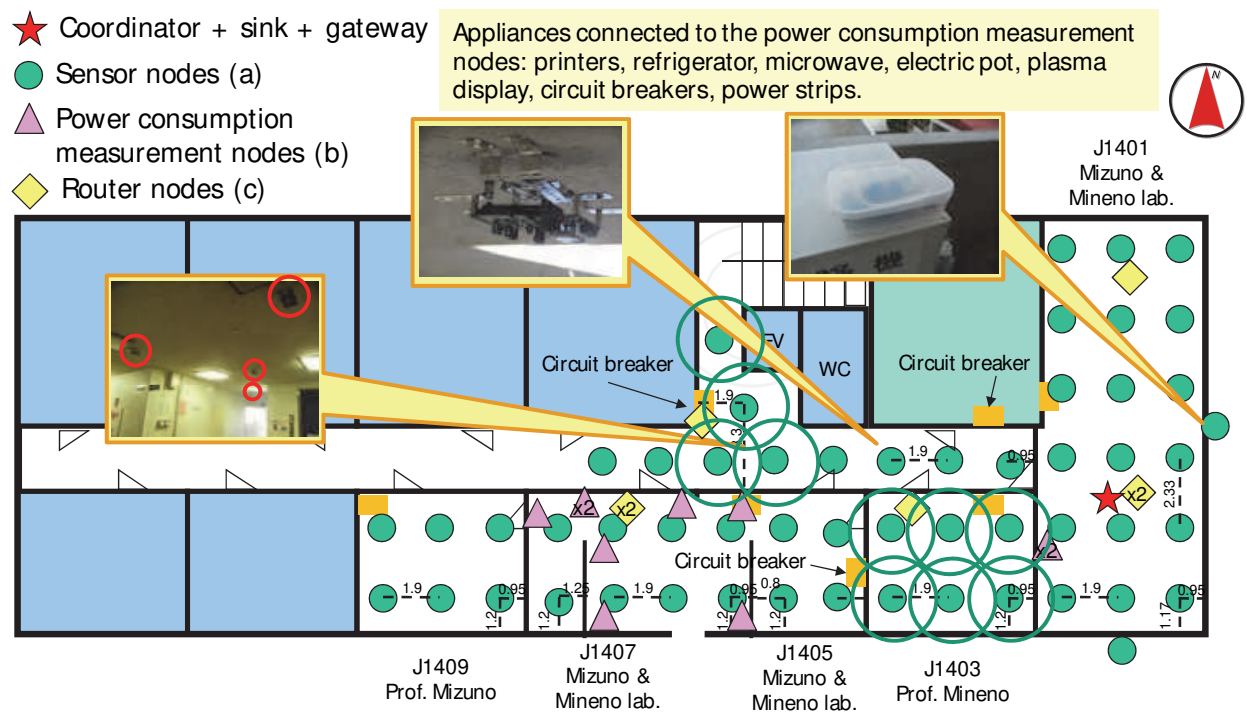 Coordinator + sink + gateway
Sensor nodes (a)
Power consumption
measurement nodes (b)
Router nodes (c)
Appliances connected to the power consumption measurement
nodes: printers, refrigerator, microwave, electric pot, plasma
display, circuit breakers, power strips.
N
J1401
Mizuno &
Mineno lab.
EV
WC
Circuit breaker
Circuit breaker
1.9
1.9
0.95
x2
2.33
x2
x2
x2
Circuit breaker
1.9
0.95
1.2
1.25
1.2
1.9
0.95
0.8
1.2
1.2
1.9
0.95
1.2
1.9
0.95
1.17
J1409
Prof. Mizuno
J1407
Mizuno &
Mineno lab.
J1405
Mizuno &
Mineno lab.
J1403
Prof. Mineno